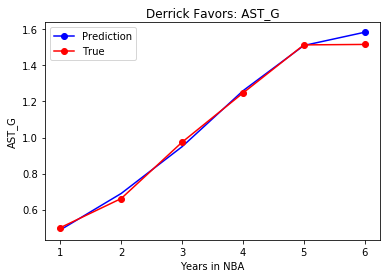 Derrick Favors: AST_G
Prediction
True
AST_G
1.6
1.4
1.2
1.0
0.8
0.6
1 2 3 4 5 6
Years in NBA